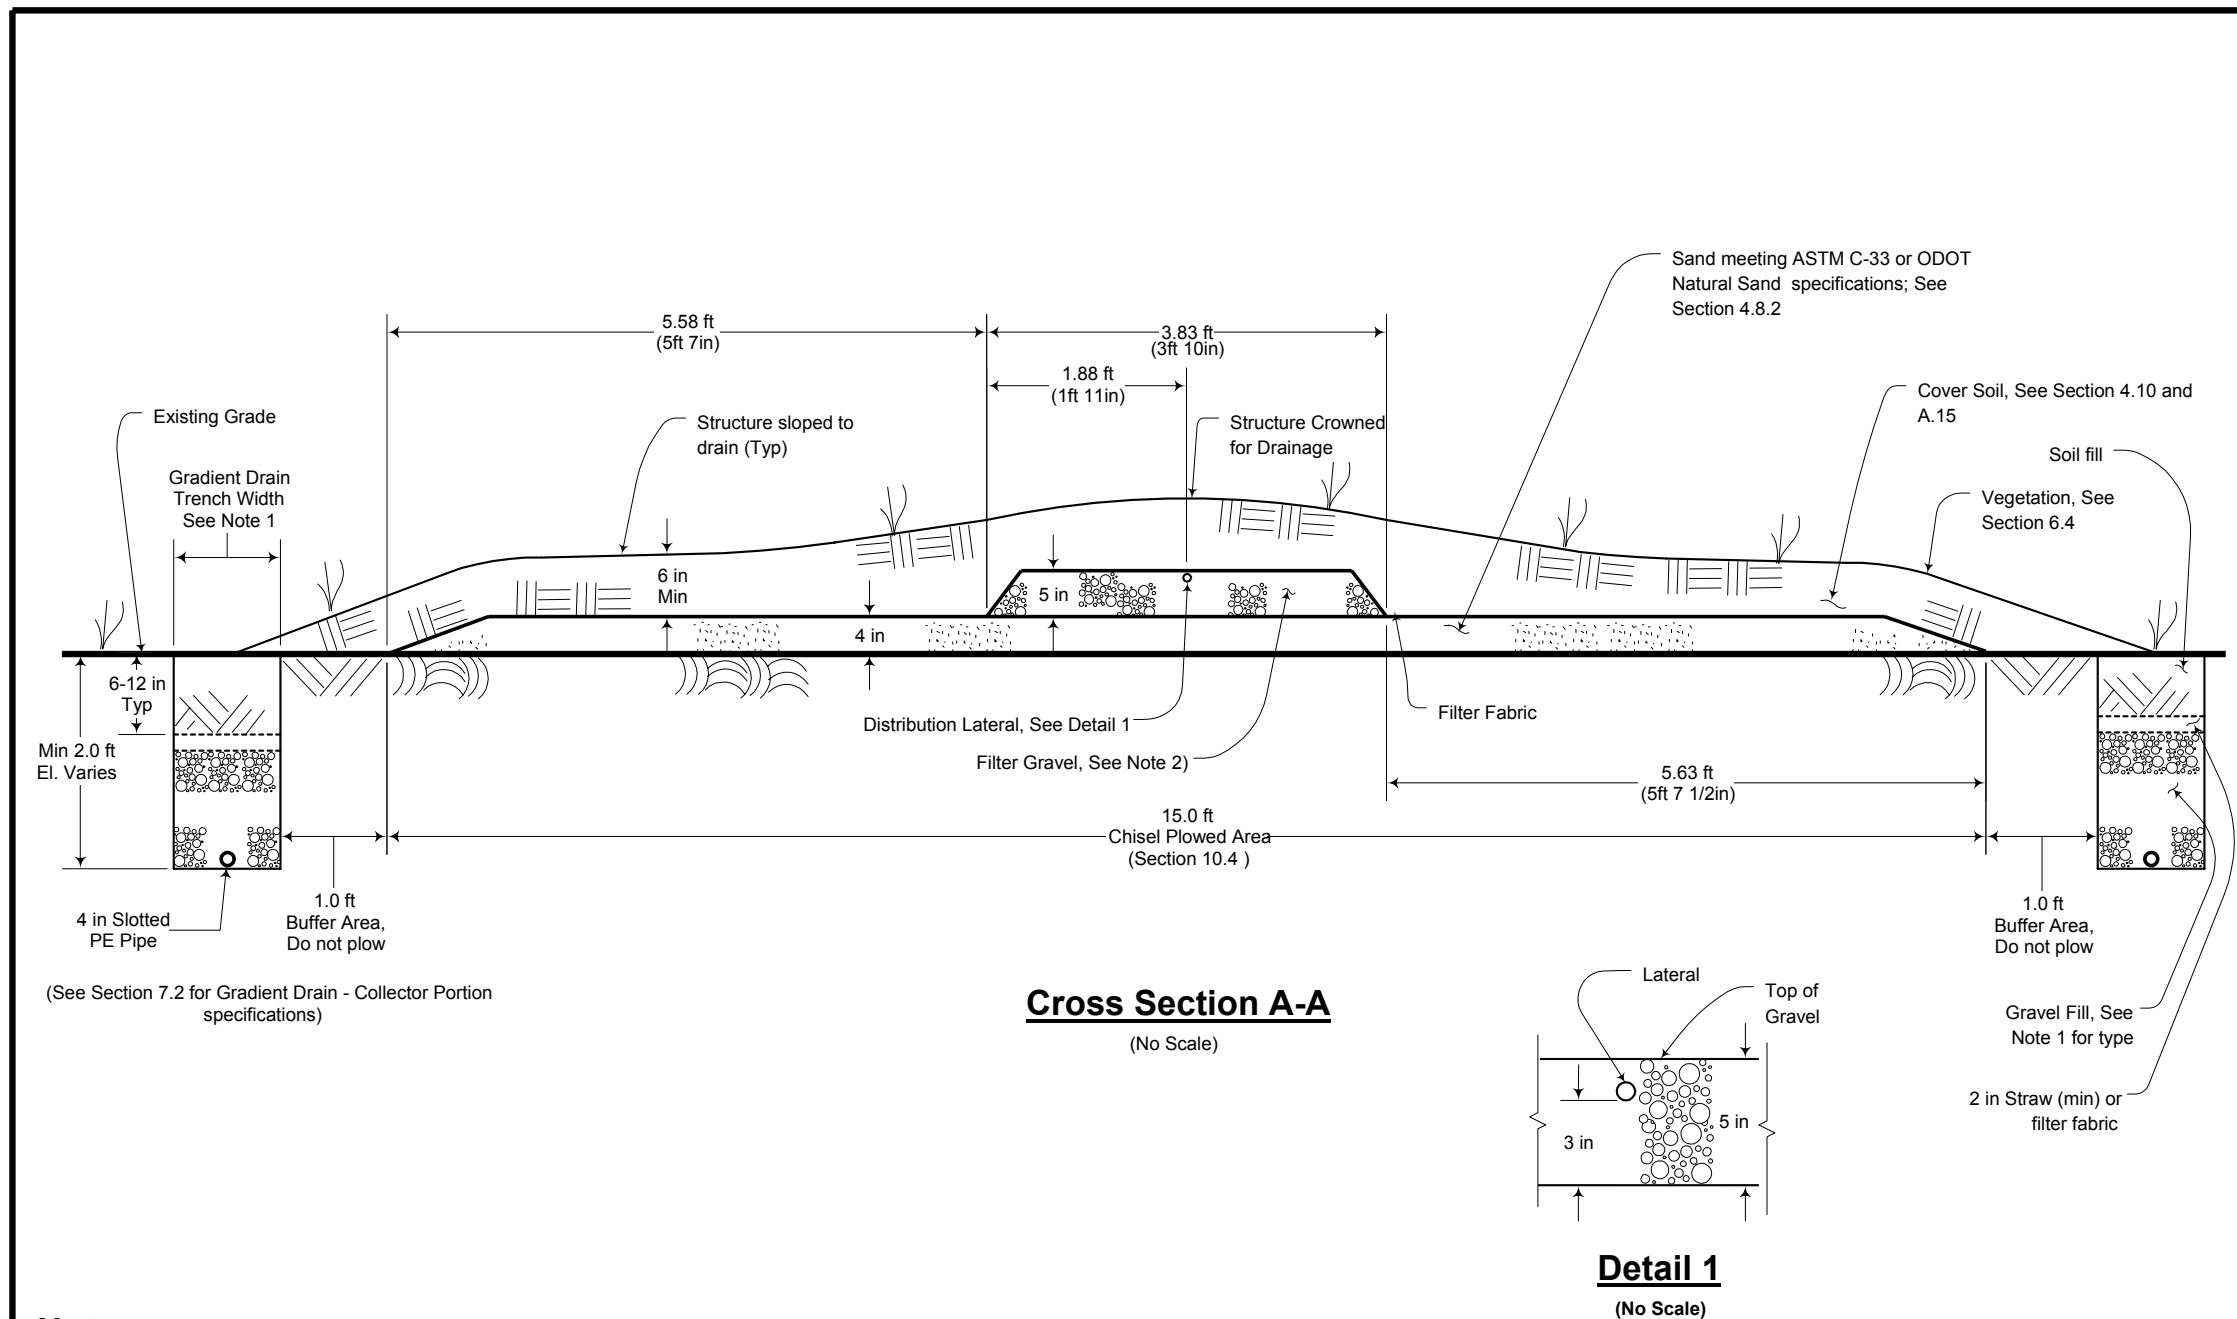 Sand meeting ASTM C-33 or ODOT
Natural Sand specifications; See
Section 4.8.2
5.58 ft
(5ft 7in)
3.83 ft
(3ft 10in)
1.88 ft
(1ft 11in)
Existing Grade
Structure sloped to
drain (Typ)
Structure Crowned
for Drainage
Cover Soil, See Section 4.10 and
A.15
Soil fill
Gradient Drain
Trench Width
See Note 1
Vegetation, See
Section 6.4
6 in
Min
5 in
4 in
6-12 in
Typ
Min 2.0 ft
El. Varies
Distribution Lateral, See Detail 1
Filter Fabric
Filter Gravel, See Note 2)
5.63 ft
(5ft 7 1/2in)
15.0 ft
Chisel Plowed Area
(Section 10.4 )
4 in Slotted
PE Pipe
1.0 ft
Buffer Area,
Do not plow
1.0 ft
Buffer Area,
Do not plow
(See Section 7.2 for Gradient Drain - Collector Portion
specifications)
Cross Section A-A
(No Scale)
Lateral
Top of
Gravel
Gravel Fill, See
Note 1 for type
2 in Straw (min) or
filter fabric
3 in
5 in
Detail 1
(No Scale)